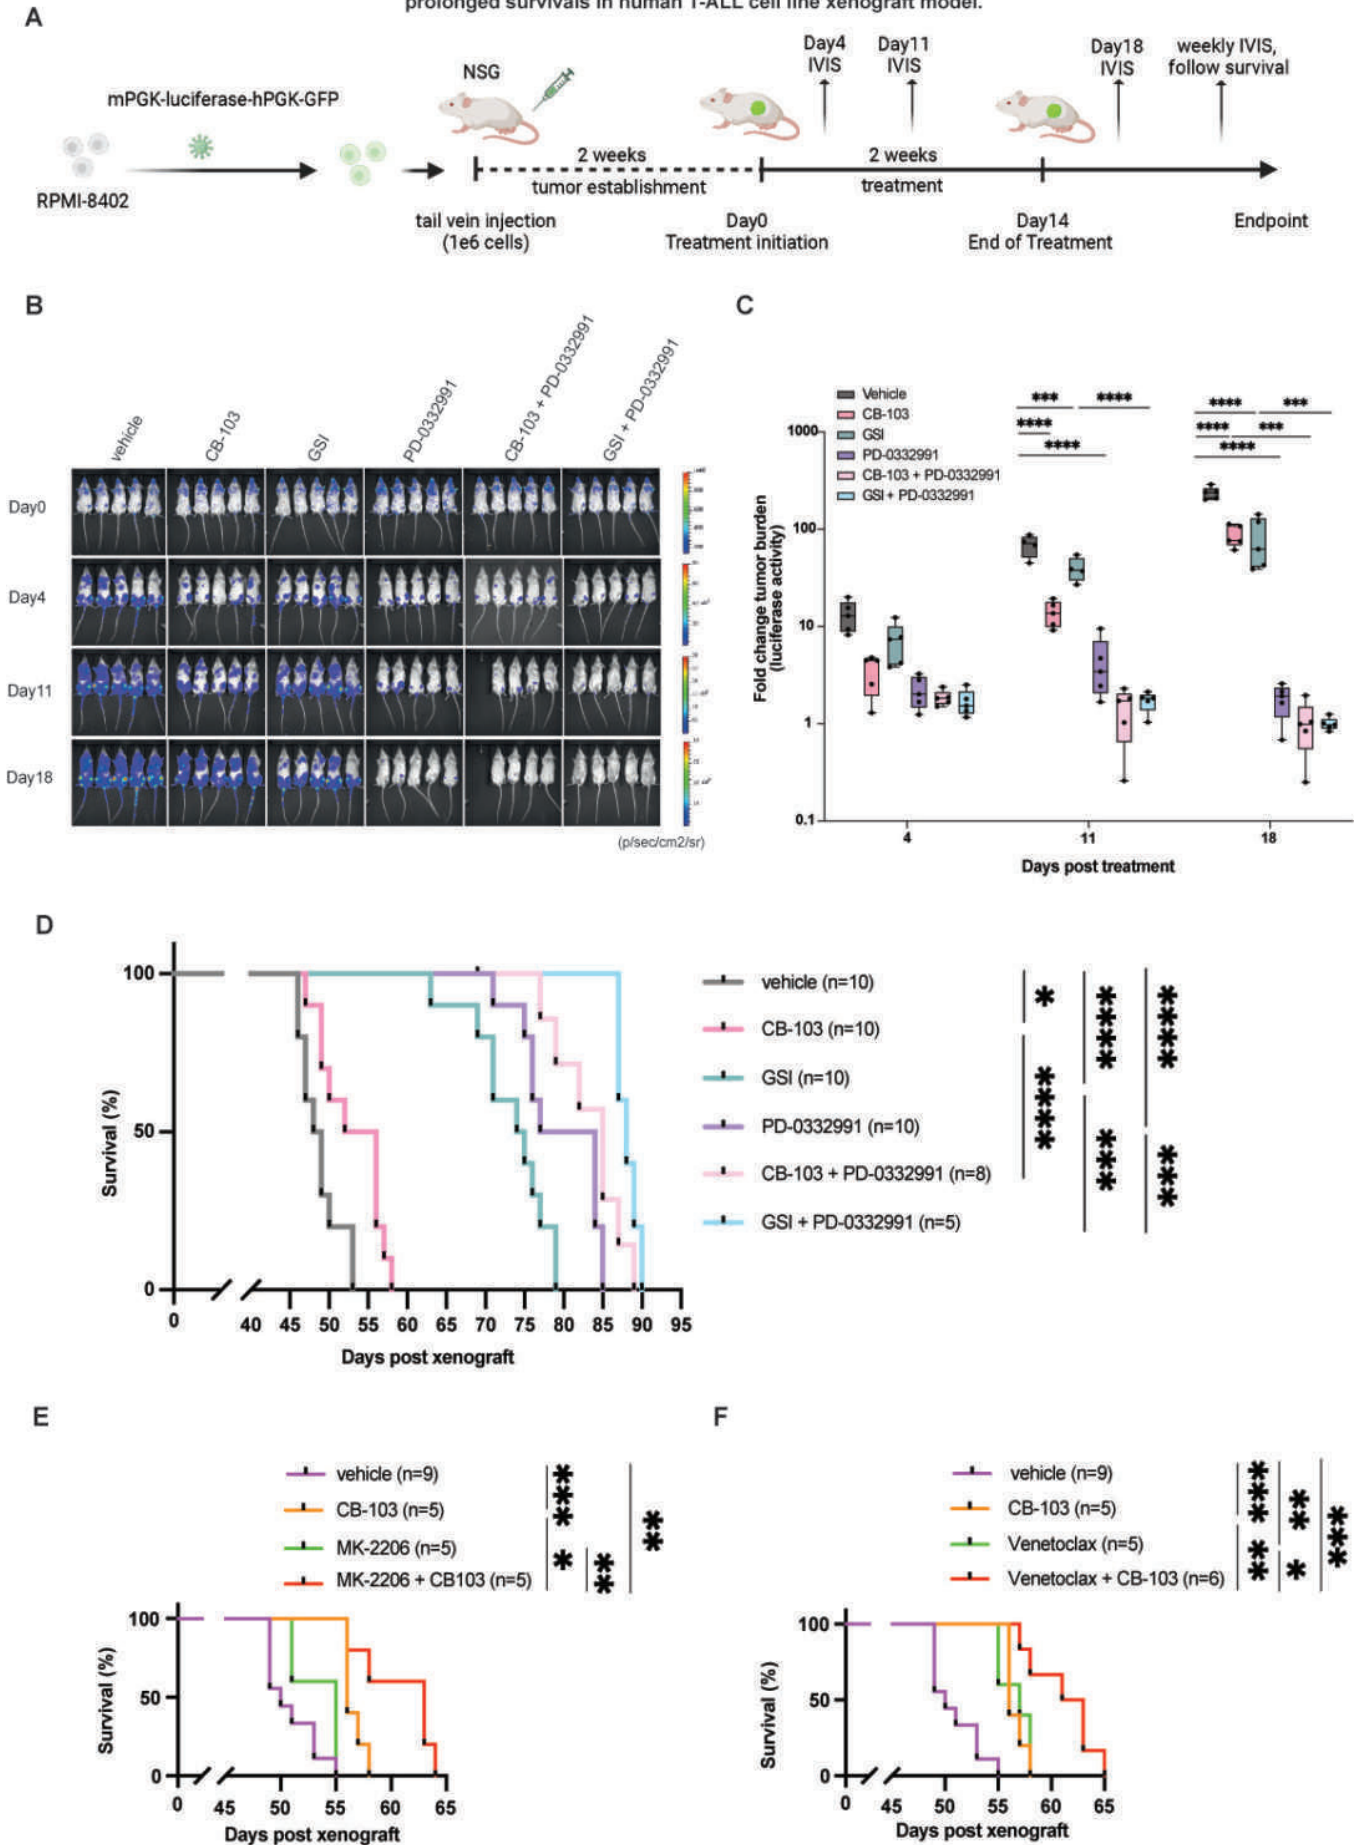 prolonged survivals in human T-ALL cell line xenograft model.
A
mPGK-luciferase-hPGK-GFP
RPMI-8402
NSG
tail vein injection
(1e6 cells)
2 weeks
tumor establishment
Day0
Treatment initiation
Day4
IVIS
Day11
IVIS
2 weeks
treatment
Day14
End of Treatment
Day18
IVIS
weekly IVIS,
follow survival
Endpoint
B
vehicle
CB-103
GSI
PD-0332991
CB-103 + PD-0332991
GSI + PD-0332991
Day0
Day4
Day11
Day18
(p/sec/cm2/sr)
C
Vehicle
CB-103
GSI
PD-0332991
CB-103 + PD-0332991
GSI + PD-0332991
*** ****
****
****
**** ***
**** ***
****
Fold change tumor burden
(luciferase activity)
1000
100
10
1
0.1
4 11 18
Days post treatment
D
Survival (%)
100
50
0
0 40 45 50 55 60 65 70 75 80 85 90 95
Days post xenograft
vehicle (n=10)
CB-103 (n=10)
GSI (n=10)
PD-0332991 (n=10)
CB-103 + PD-0332991 (n=8)
GSI + PD-0332991 (n=5)
*
****
****
***
****
***
E
vehicle (n=9)
CB-103 (n=5)
MK-2206 (n=5)
MK-2206 + CB103 (n=5)
***
*
**
**
Survival (%)
100
50
0
0 45 50 55 60 65
Days post xenograft
F
vehicle (n=9)
CB-103 (n=5)
Venetoclax (n=5)
Venetoclax + CB-103 (n=6)
***
**
**
*
***
Survival (%)
100
50
0
0 45 50 55 60 65
Days post xenograft